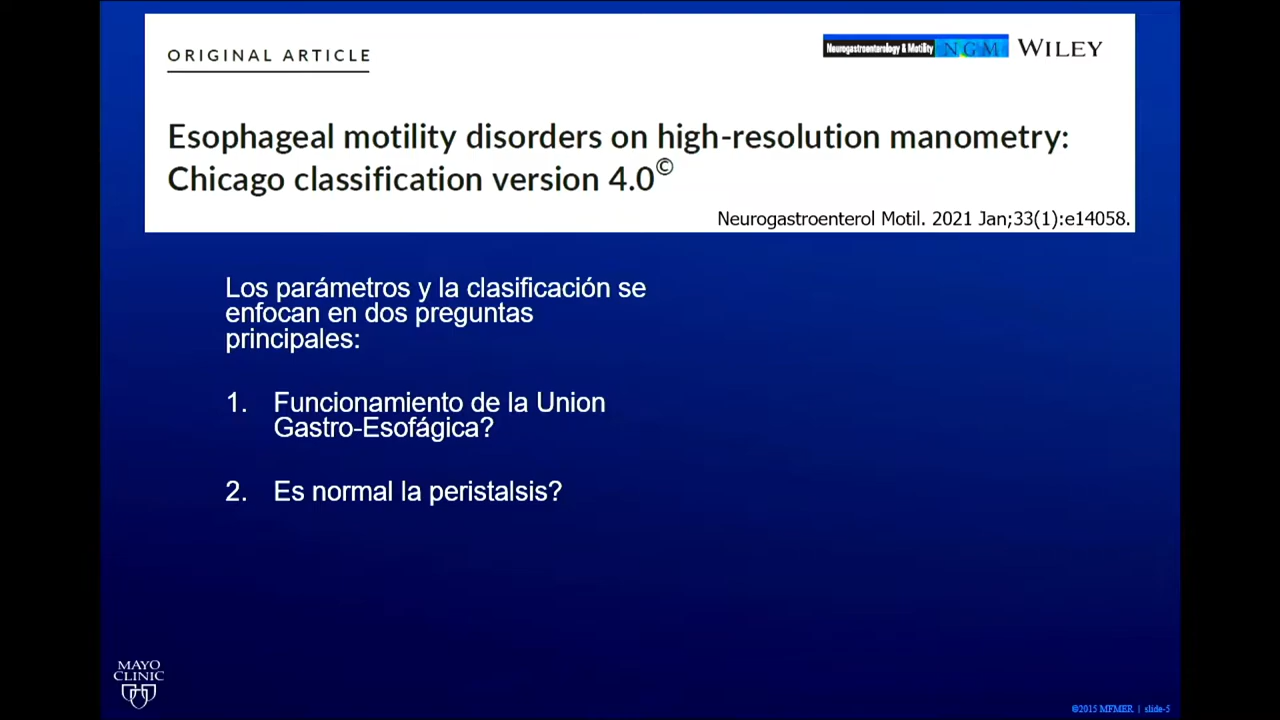 ORIGINAL ARTICLE
Neurogastroenterology & Motility NGM WILEY
Esophageal motility disorders on high-resolution manometry:
Chicago classification version 4.0©
Neurogastroenterol Motil. 2021 Jan;33(1):e14058.
Los parámetros y la clasificación se
enfocan en dos preguntas
principales:
1. Funcionamiento de la Union
Gastro-Esofágica?
2. Es normal la peristalsis?
MAYO
CLINIC
©2015 MFMER | slide-5